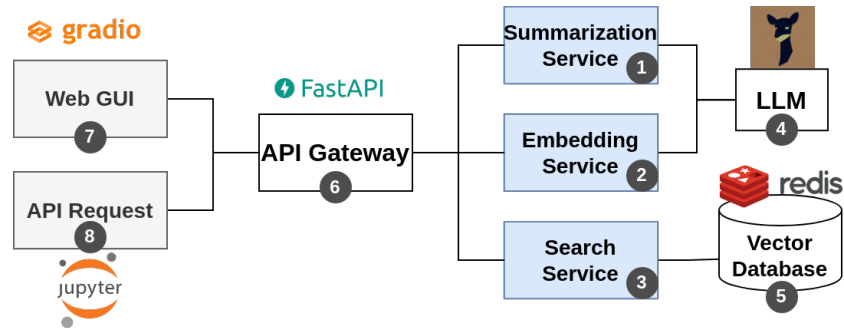 gradio
Web GUI
7
API Request
8
jupyter
FastAPI
API Gateway
6
Summarization
Service
1
Embedding
Service
2
Search
Service
3
LLM
4
redis
Vector
Database
5